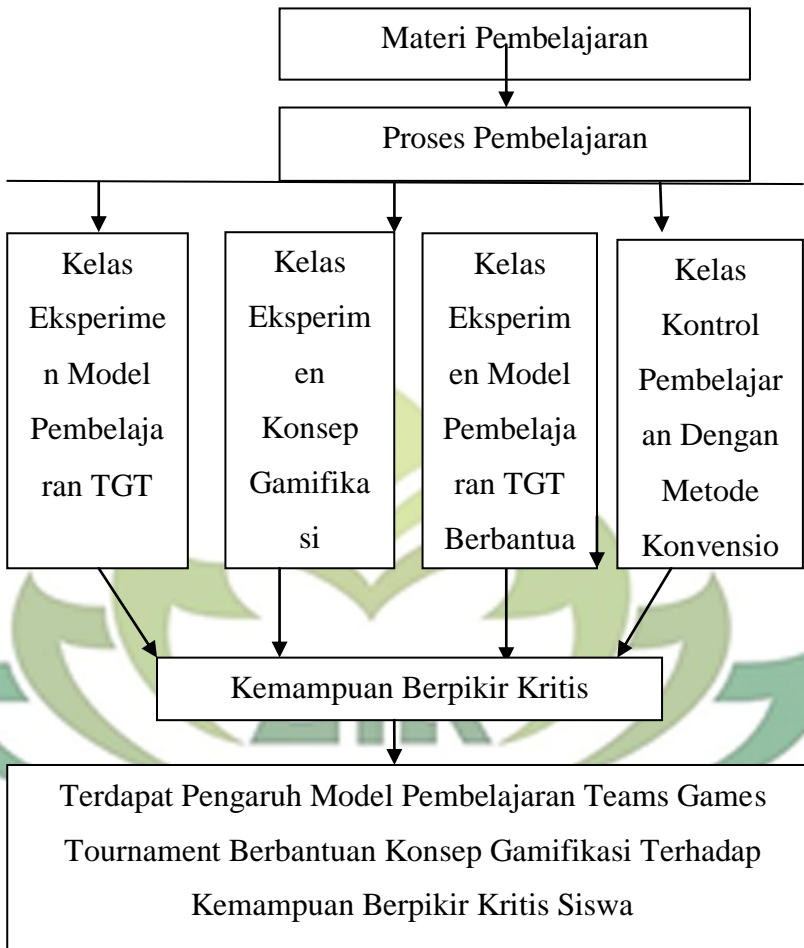 Materi Pembelajaran
Proses Pembelajaran
Kelas
Eksperime
n Model
Pembelaja
ran TGT
Kelas
Eksperim
en
Konsep
Gamifika
si
Kelas
Eksperim
en Model
Pembelaja
ran TGT
Berbantua
Kelas
Kontrol
Pembelajar
an Dengan
Metode
Konvensio
Kemampuan Berpikir Kritis
Terdapat Pengaruh Model Pembelajaran Teams Games
Tournament Berbantuan Konsep Gamifikasi Terhadap
Kemampuan Berpikir Kritis Siswa